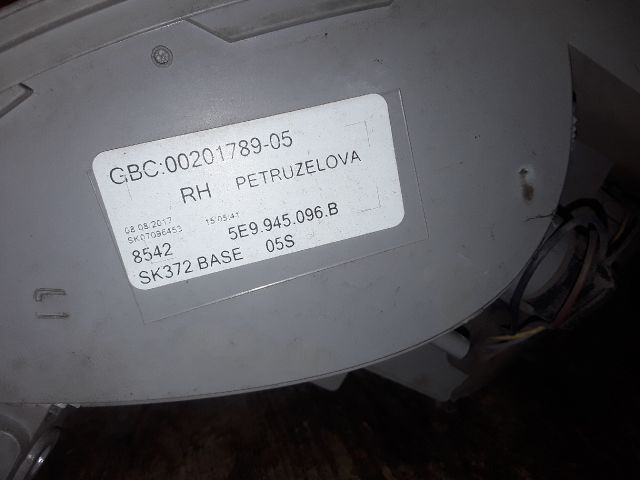 GBC:00201789-05
RH PETRUZELOVA
08.08.2017 15:05:41
SK07096453
8542 5E9.945.096.B
SK372 BASE 05S